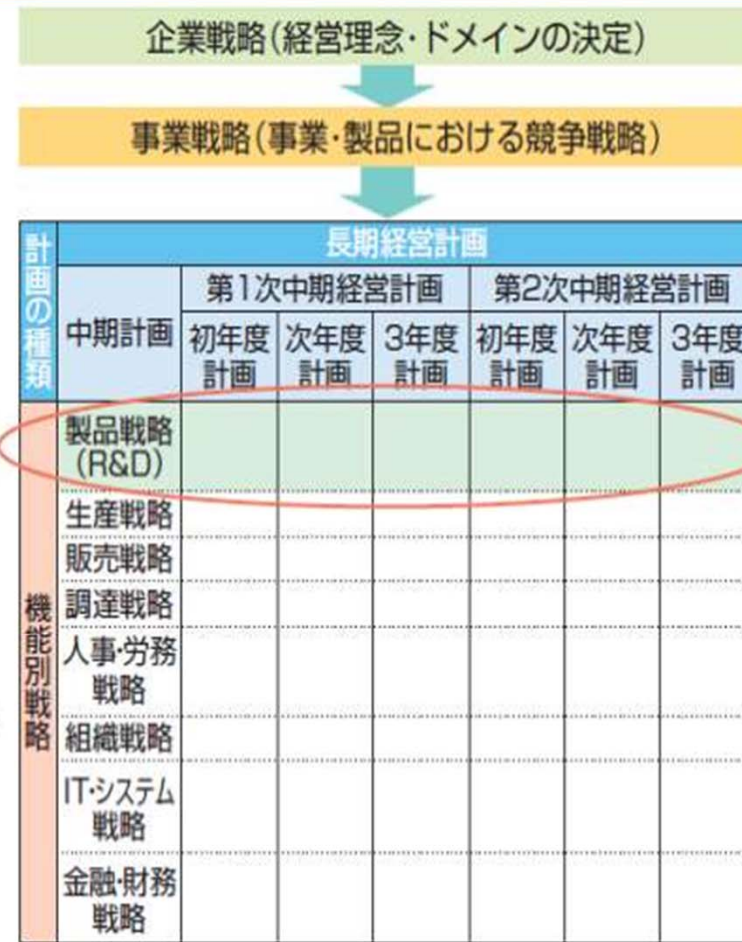 企業戦略(経営理念・ドメインの決定)
事業戦略(事業・製品における競争戦略)
計画の種類
長期経営計画
中期計画
第1次中期経営計画
第2次中期経営計画
初年度
計画
次年度
計画
3年度
計画
初年度
計画
次年度
計画
3年度
計画
機能別戦略
製品戦略
(R&D)
生産戦略
販売戦略
調達戦略
人事・労務
戦略
組織戦略
IT・システム
戦略
金融・財務
戦略